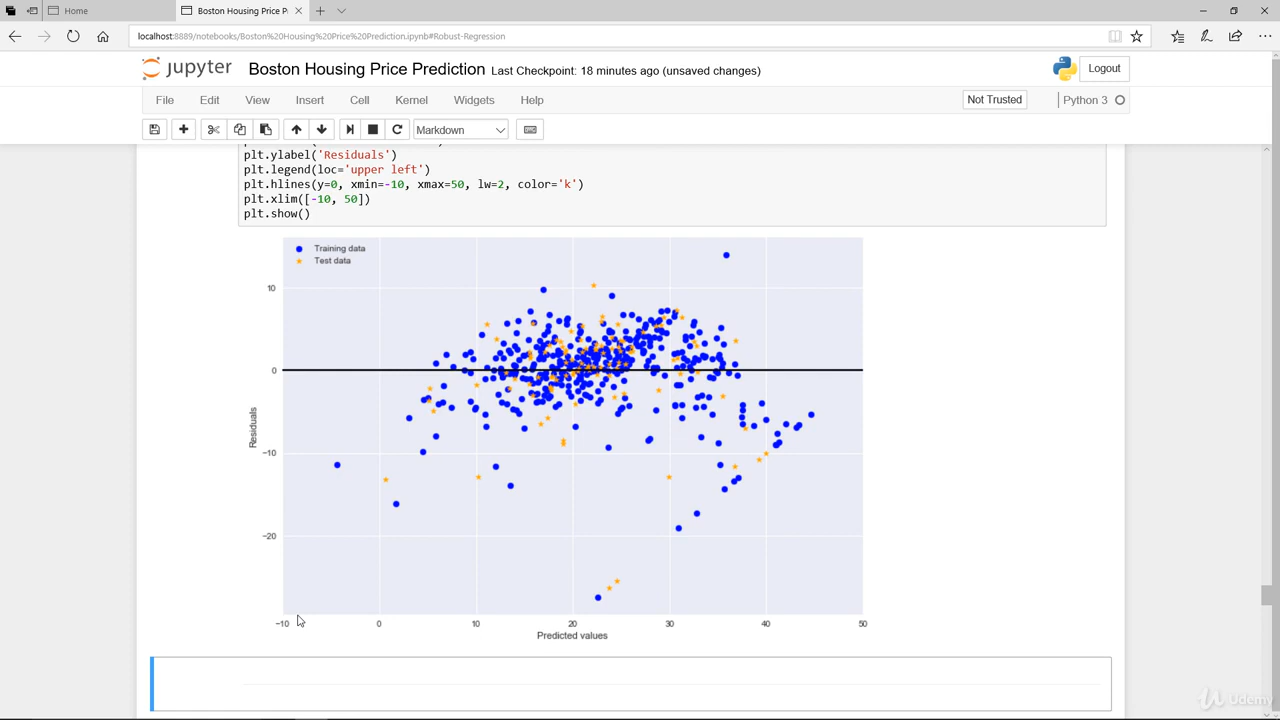 Home
Boston Housing Price P
localhost:8889/notebooks/Boston%20Housing%20Price%20Prediction.ipynb#Robust-Regression
jupyter Boston Housing Price Prediction Last Checkpoint: 18 minutes ago (unsaved changes)
Logout
File Edit View Insert Cell Kernel Widgets Help
Not Trusted
Python 3
Markdown
plt.ylabel('Residuals')
plt.legend(loc='upper left')
plt.hlines(y=0, xmin=-10, xmax=50, lw=2, color='k')
plt.xlim([-10, 50])
plt.show()
Training data
Test data
10
0
−10
−20
Residuals
−10 0 10 20 30 40 50
Predicted values
Udemy